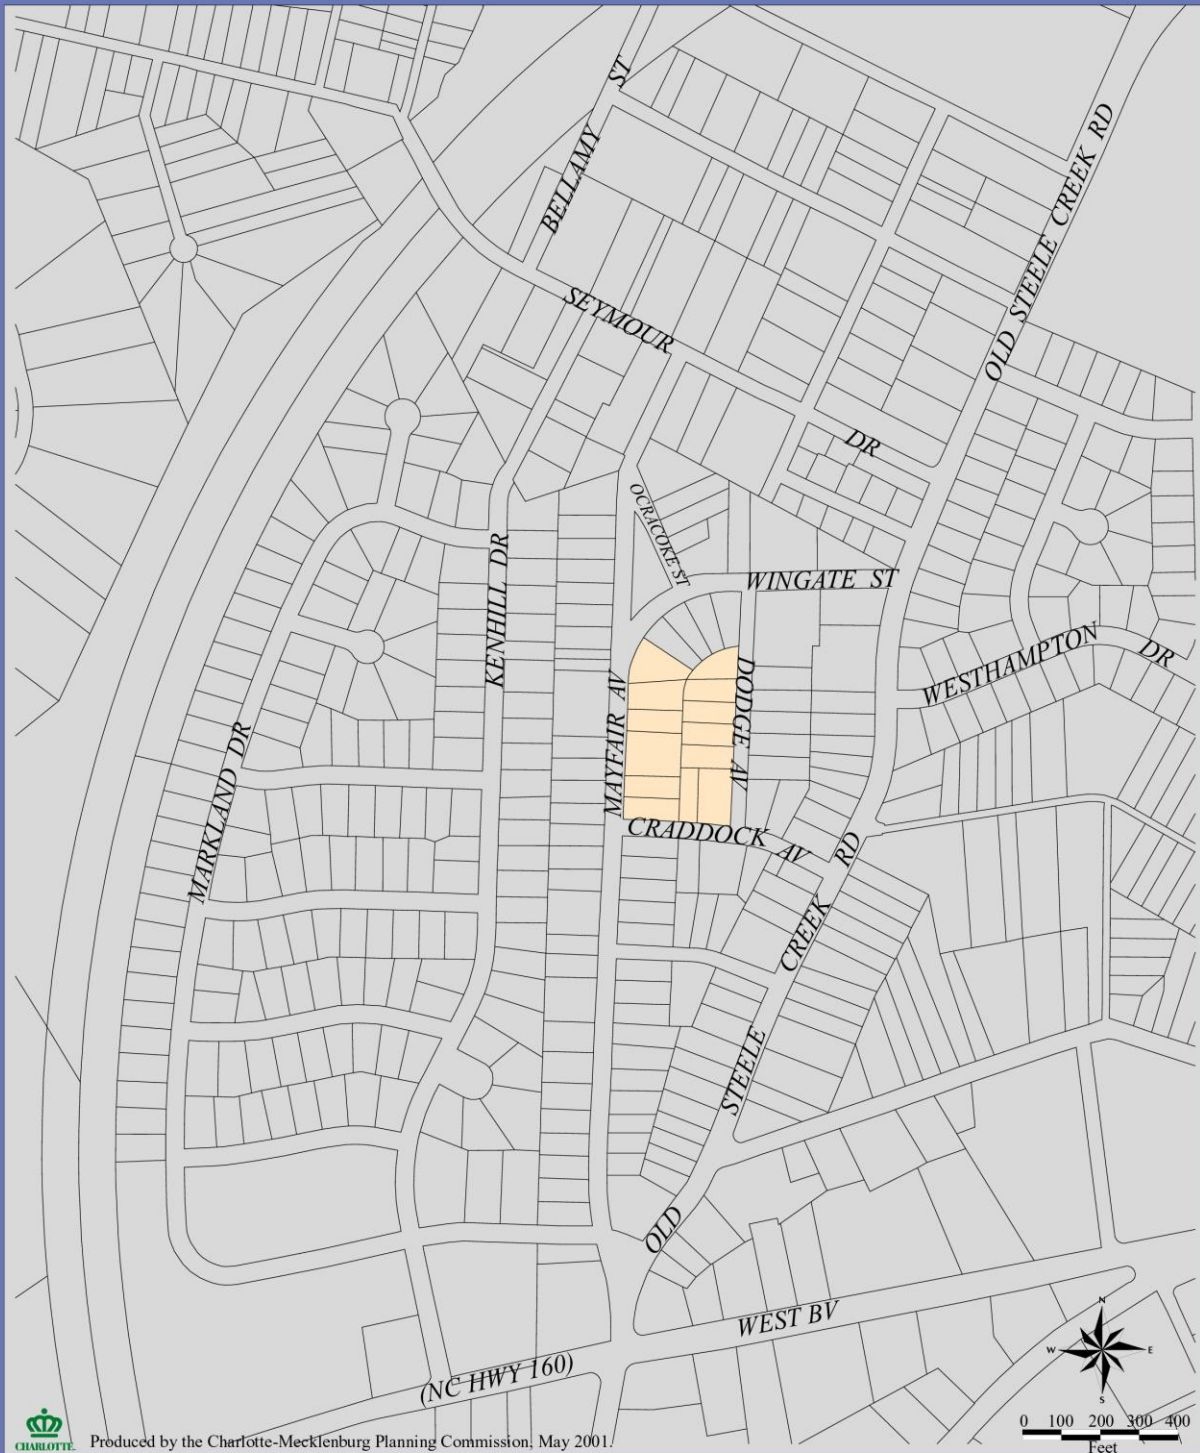 BELLAMY ST
OLD STEELE CREEK RD
SEYMOUR
DR
OCRACOKE ST
WINGATE ST
KENHILL DR
WESTHAMPTON DR
MAYFAIR AV
DODGE AV
MARKLAND DR
CRADDOCK AV
OLD STEELE CREEK RD
WEST BV
(NC HWY 160)
N
W E
S
0 100 200 300 400
Feet
CHARLOTTE
Produced by the Charlotte-Mecklenburg Planning Commission, May 2001.